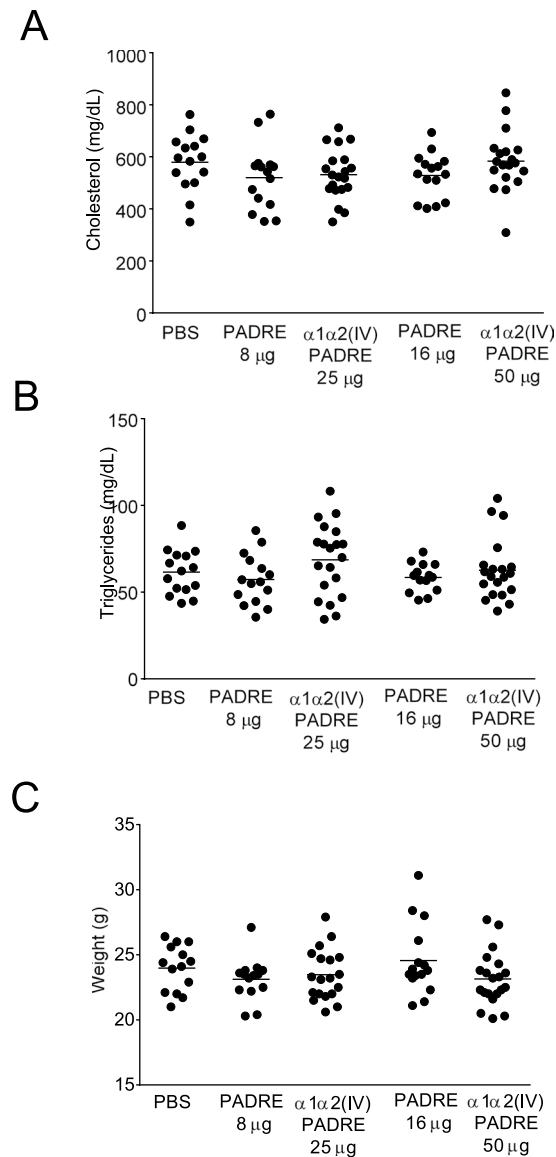 A
Cholesterol (mg/dL)
1000
800
600
400
200
0
PBS
PADRE
8 μg
α1α2(IV)
PADRE
25 μg
PADRE
16 μg
α1α2(IV)
PADRE
50 μg
B
Triglycerides (mg/dL)
150
100
50
0
PBS
PADRE
8 μg
α1α2(IV)
PADRE
25 μg
PADRE
16 μg
α1α2(IV)
PADRE
50 μg
C
Weight (g)
35
30
25
20
15
PBS
PADRE
8 μg
α1α2(IV)
PADRE
25 μg
PADRE
16 μg
α1α2(IV)
PADRE
50 μg